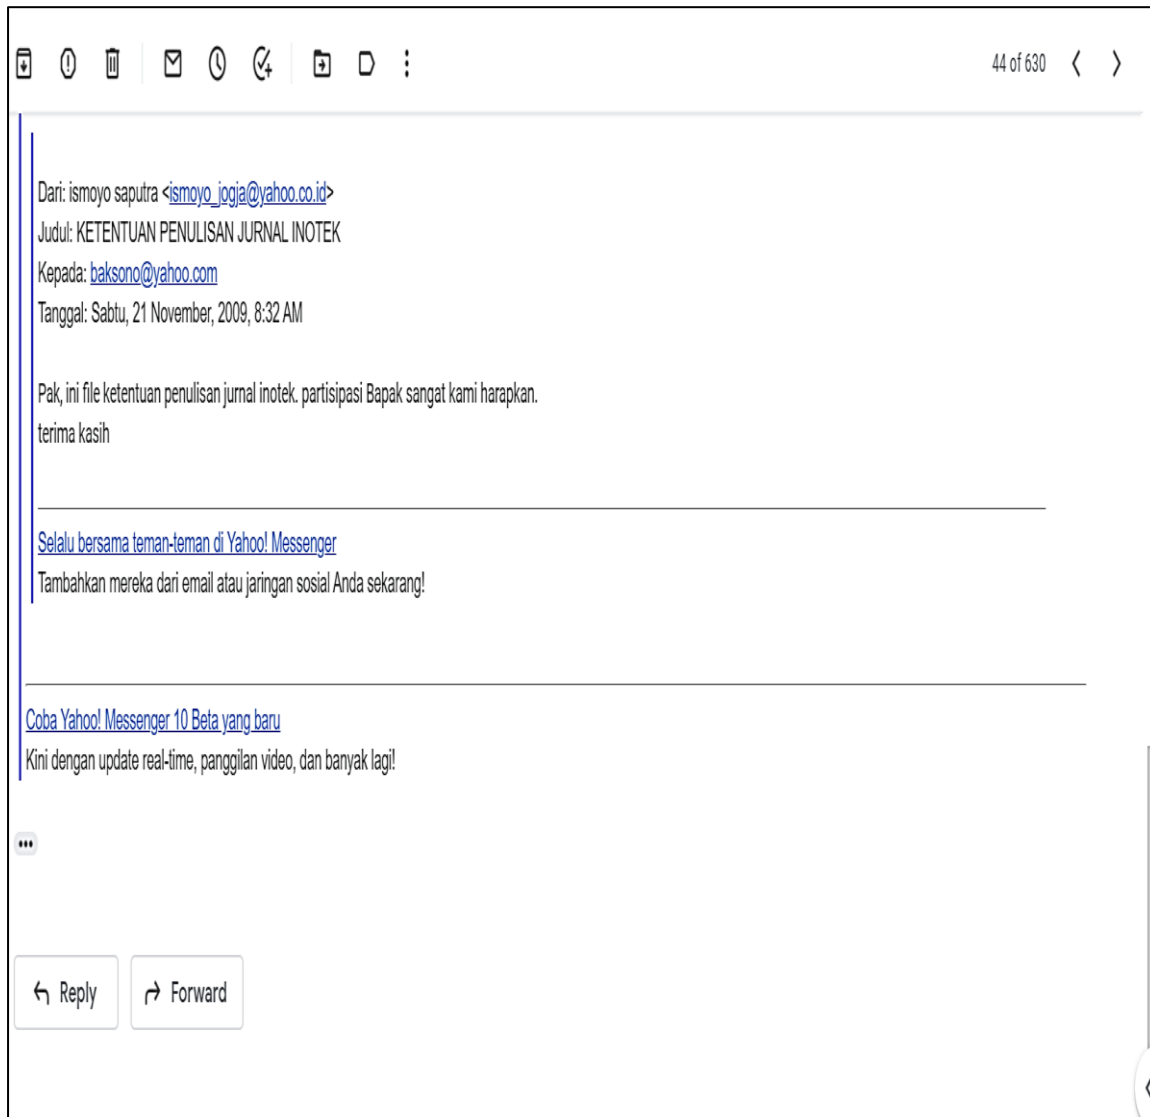 44 of 630
Dari: ismoyo saputra <ismoyo_jogja@yahoo.co.id>
Judul: KETENTUAN PENULISAN JURNAL INOTEK
Kepada: baksono@yahoo.com
Tanggal: Sabtu, 21 November, 2009, 8:32 AM
Pak, ini file ketentuan penulisan jurnal inotek. partisipasi Bapak sangat kami harapkan.
terima kasih
Selalu bersama teman-teman di Yahoo! Messenger
Tambahkan mereka dari email atau jaringan sosial Anda sekarang!
Coba Yahoo! Messenger 10 Beta yang baru
Kini dengan update real-time, panggilan video, dan banyak lagi!
Reply Forward